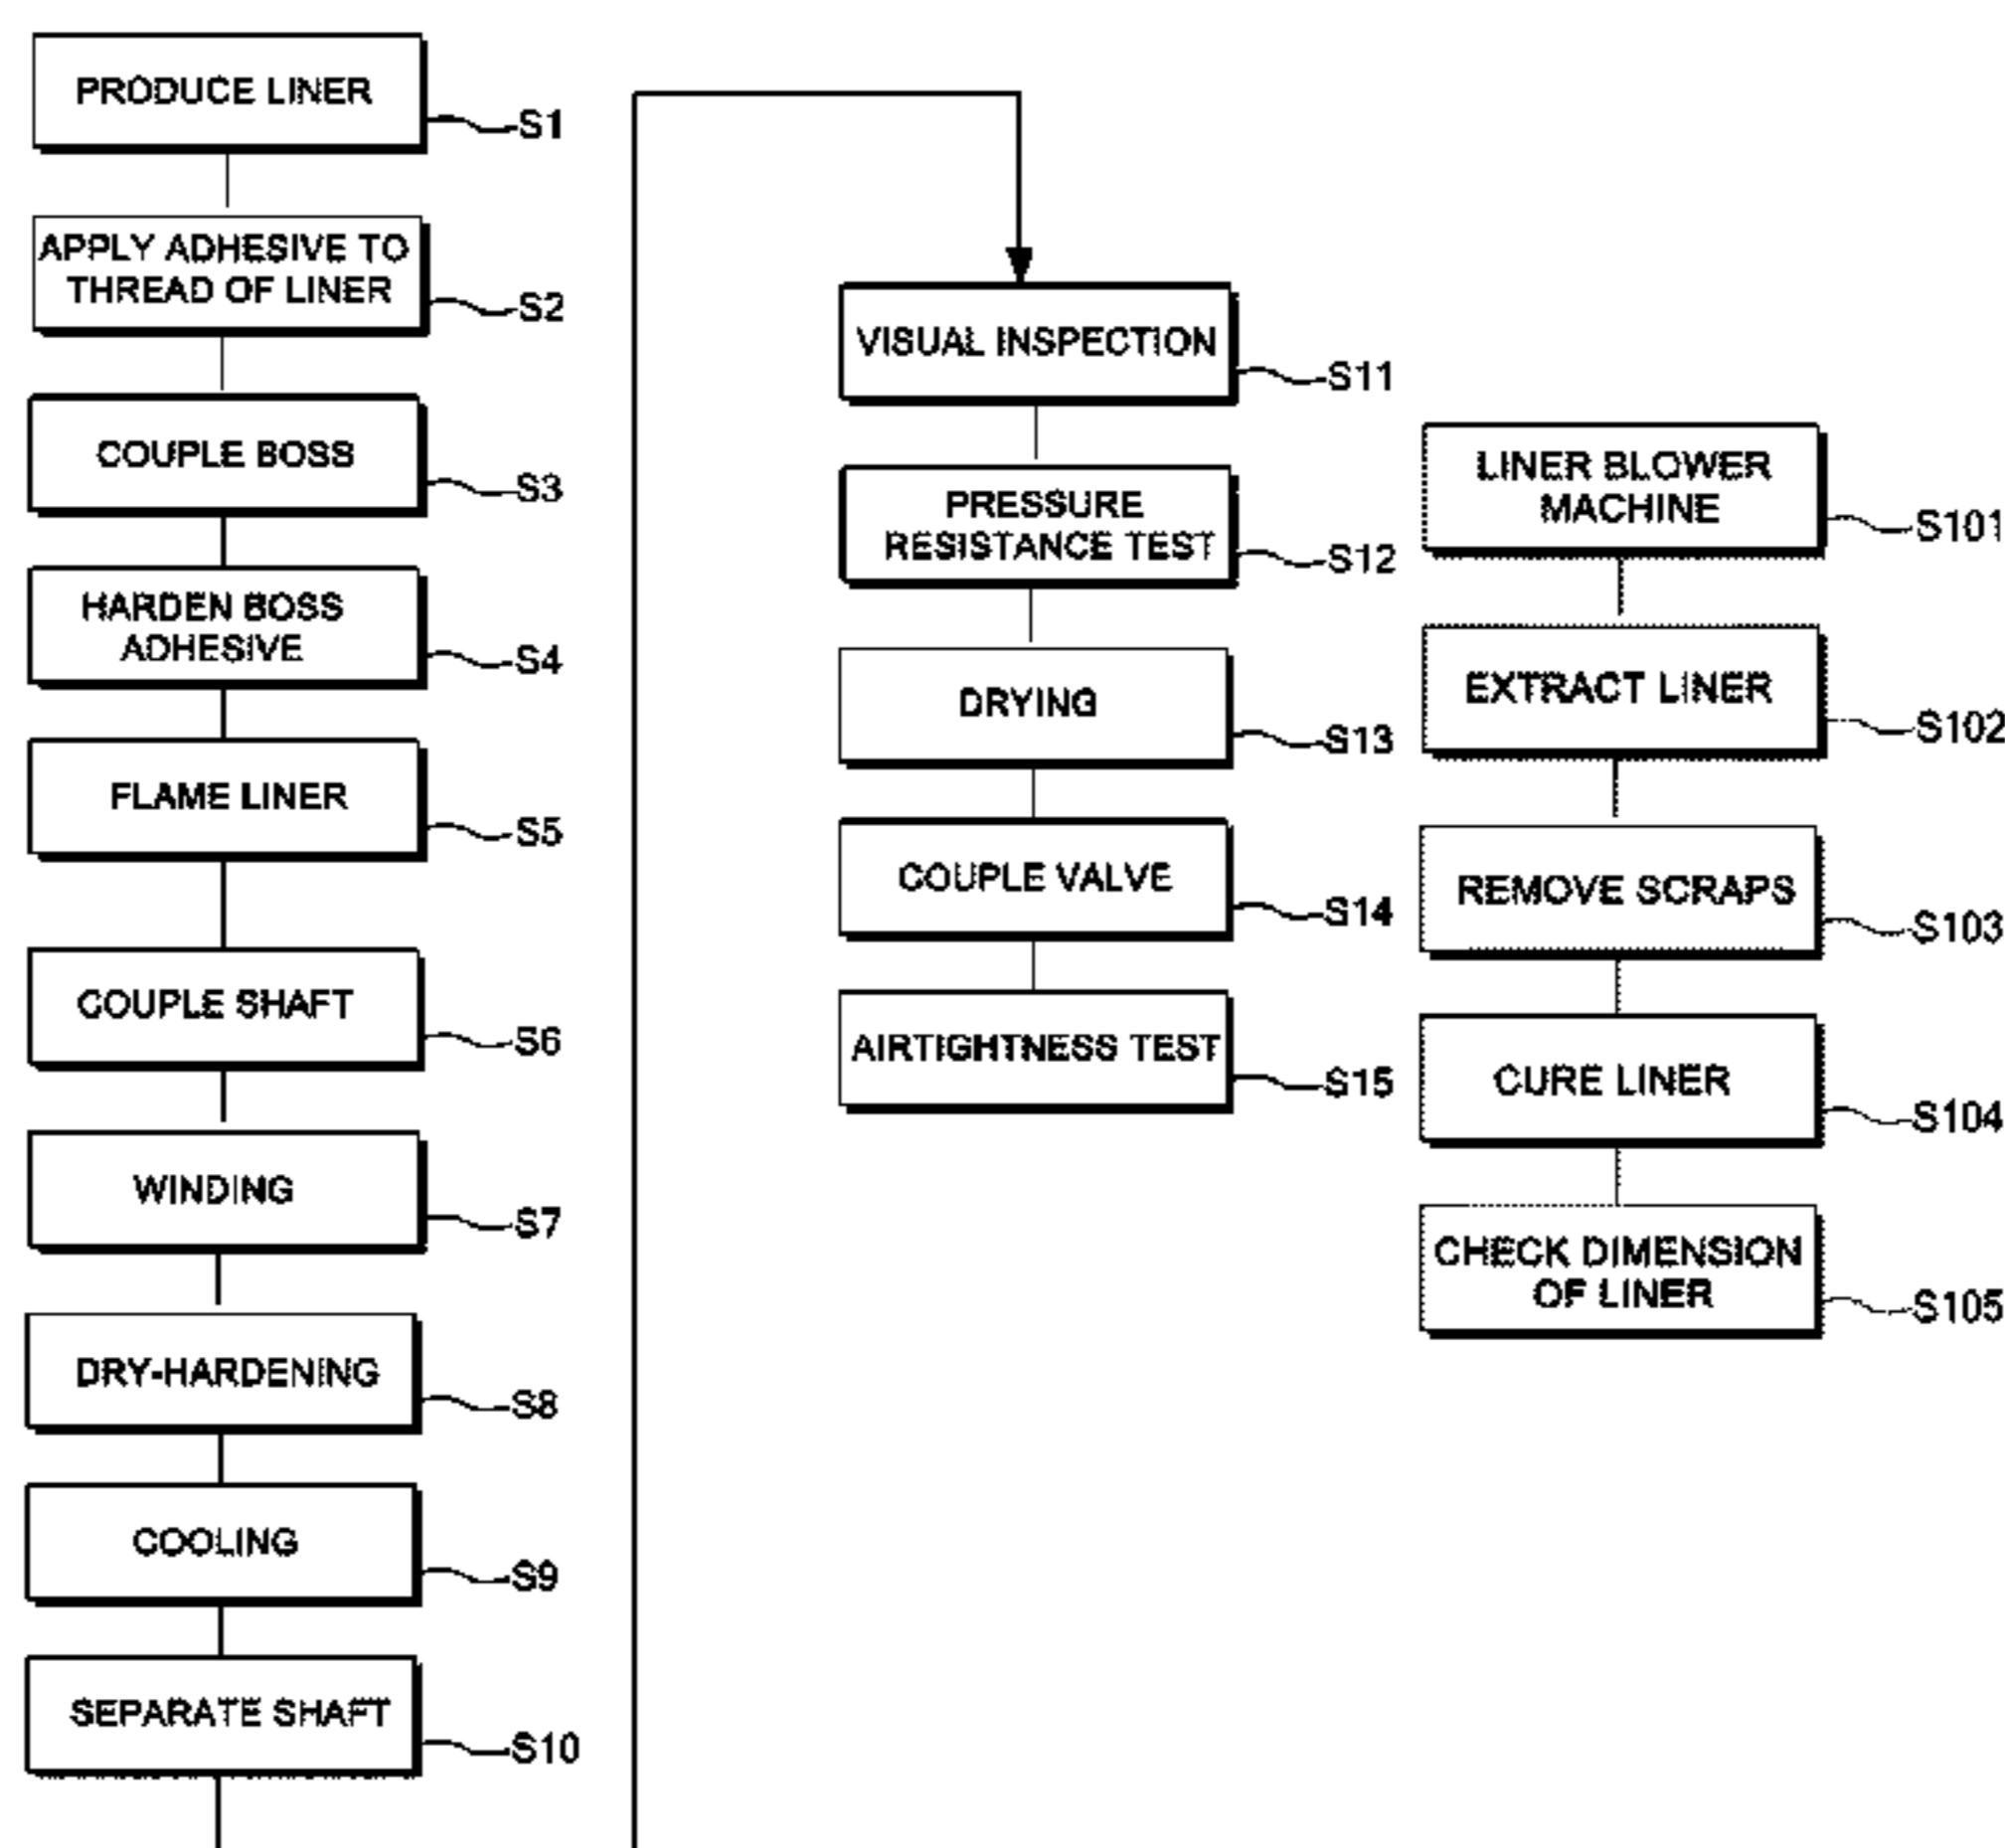 PRODUCE LINER
S1
APPLY ADHESIVE TO
THREAD OF LINER
S2
COUPLE BOSS
S3
HARDEN BOSS
ADHESIVE
S4
FLAME LINER
S5
COUPLE SHAFT
S6
WINDING
S7
DRY-HARDENING
S8
COOLING
S9
SEPARATE SHAFT
S10
VISUAL INSPECTION
S11
PRESSURE
RESISTANCE TEST
S12
DRYING
S13
COUPLE VALVE
S14
AIRTIGHTNESS TEST
S15
LINER BLOWER
MACHINE
S101
EXTRACT LINER
S102
REMOVE SCRAPS
S103
CURE LINER
S104
CHECK DIMENSION
OF LINER
S105